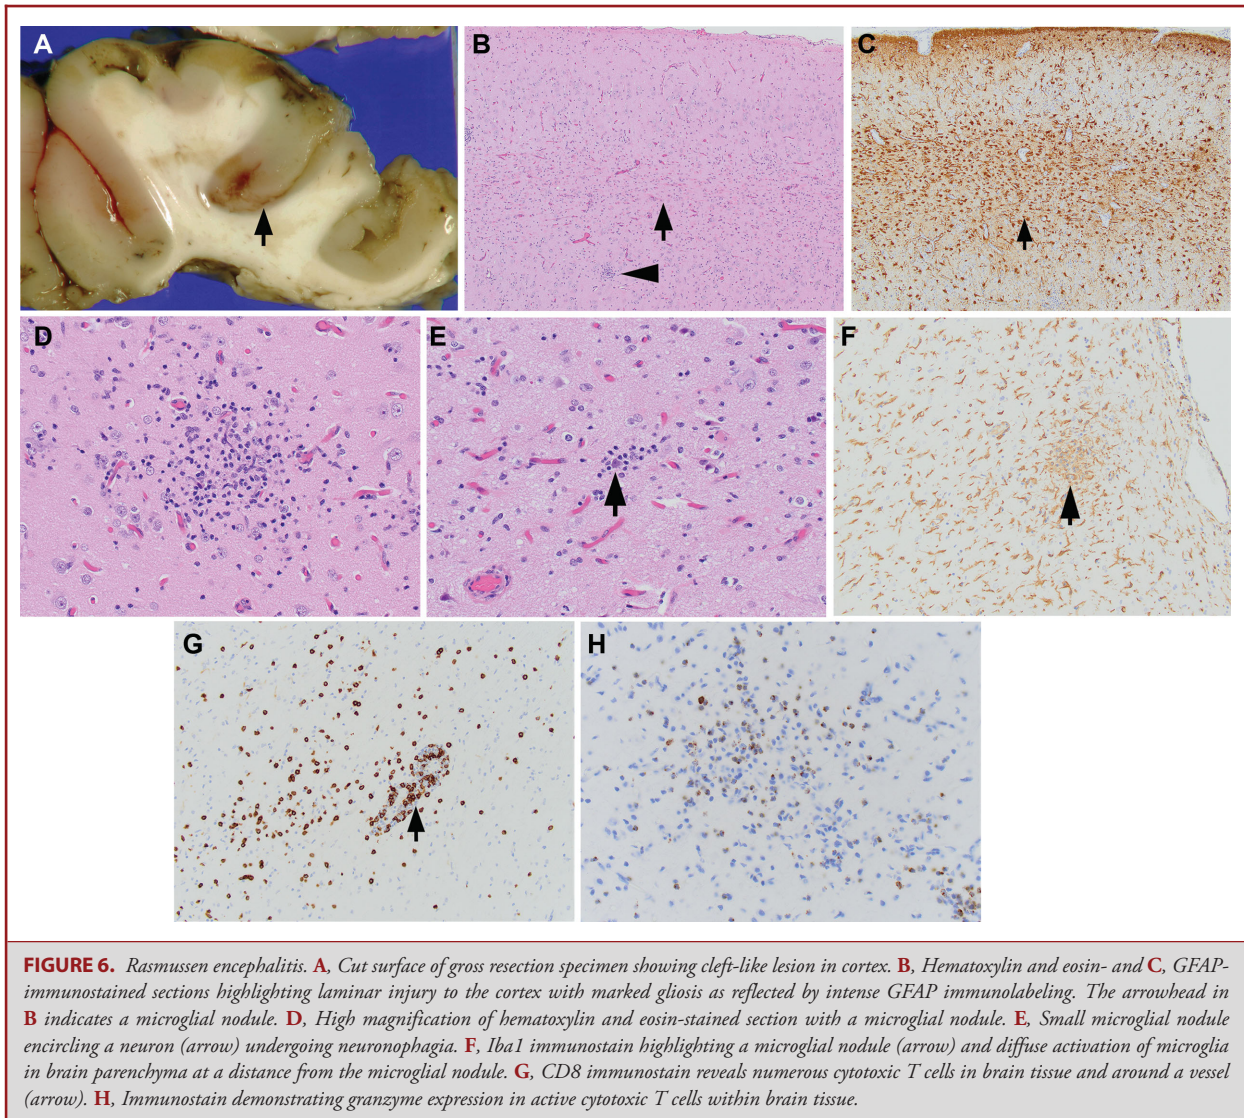 A
B
C
D
E
F
G
H
FIGURE 6. Rasmussen encephalitis. A, Cut surface of gross resection specimen showing cleft-like lesion in cortex. B, Hematoxylin and eosin- and C, GFAP-
immunostained sections highlighting laminar injury to the cortex with marked gliosis as reflected by intense GFAP immunolabeling. The arrowhead in
B indicates a microglial nodule. D, High magnification of hematoxylin and eosin-stained section with a microglial nodule. E, Small microglial nodule
encircling a neuron (arrow) undergoing neuronophagia. F, Iba1 immunostain highlighting a microglial nodule (arrow) and diffuse activation of microglia
in brain parenchyma at a distance from the microglial nodule. G, CD8 immunostain reveals numerous cytotoxic T cells in brain tissue and around a vessel
(arrow). H, Immunostain demonstrating granzyme expression in active cytotoxic T cells within brain tissue.